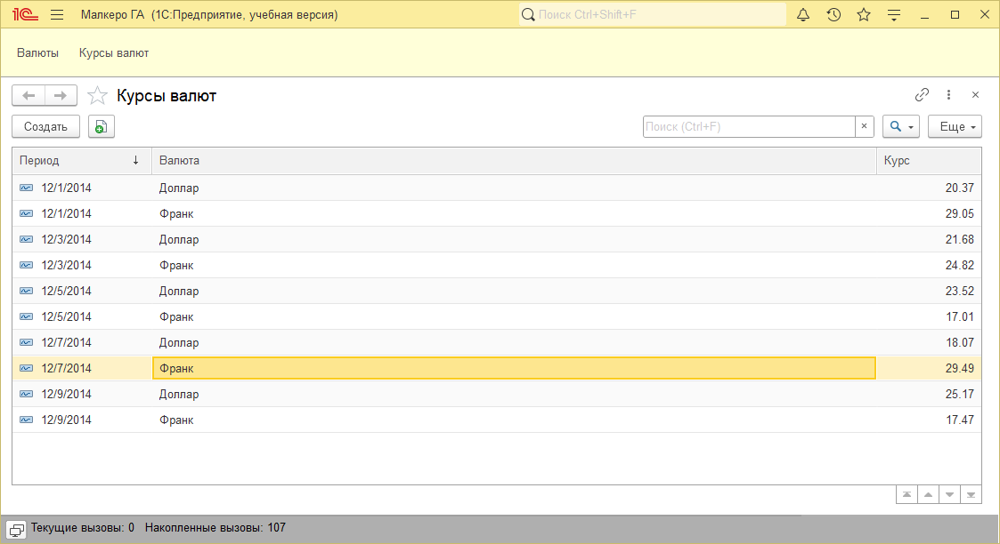 1С Малкеро ГА (1С:Предприятие, учебная версия) Поиск Ctrl+Shift+F
Валюты Курсы валют
Курсы валют
Создать Поиск (Ctrl+F) × Еще
Период ↓ Валюта Курс
12/1/2014 Доллар 20.37
12/1/2014 Франк 29.05
12/3/2014 Доллар 21.68
12/3/2014 Франк 24.82
12/5/2014 Доллар 23.52
12/5/2014 Франк 17.01
12/7/2014 Доллар 18.07
12/7/2014 Франк 29.49
12/9/2014 Доллар 25.17
12/9/2014 Франк 17.47
Текущие вызовы: 0 Накопленные вызовы: 107